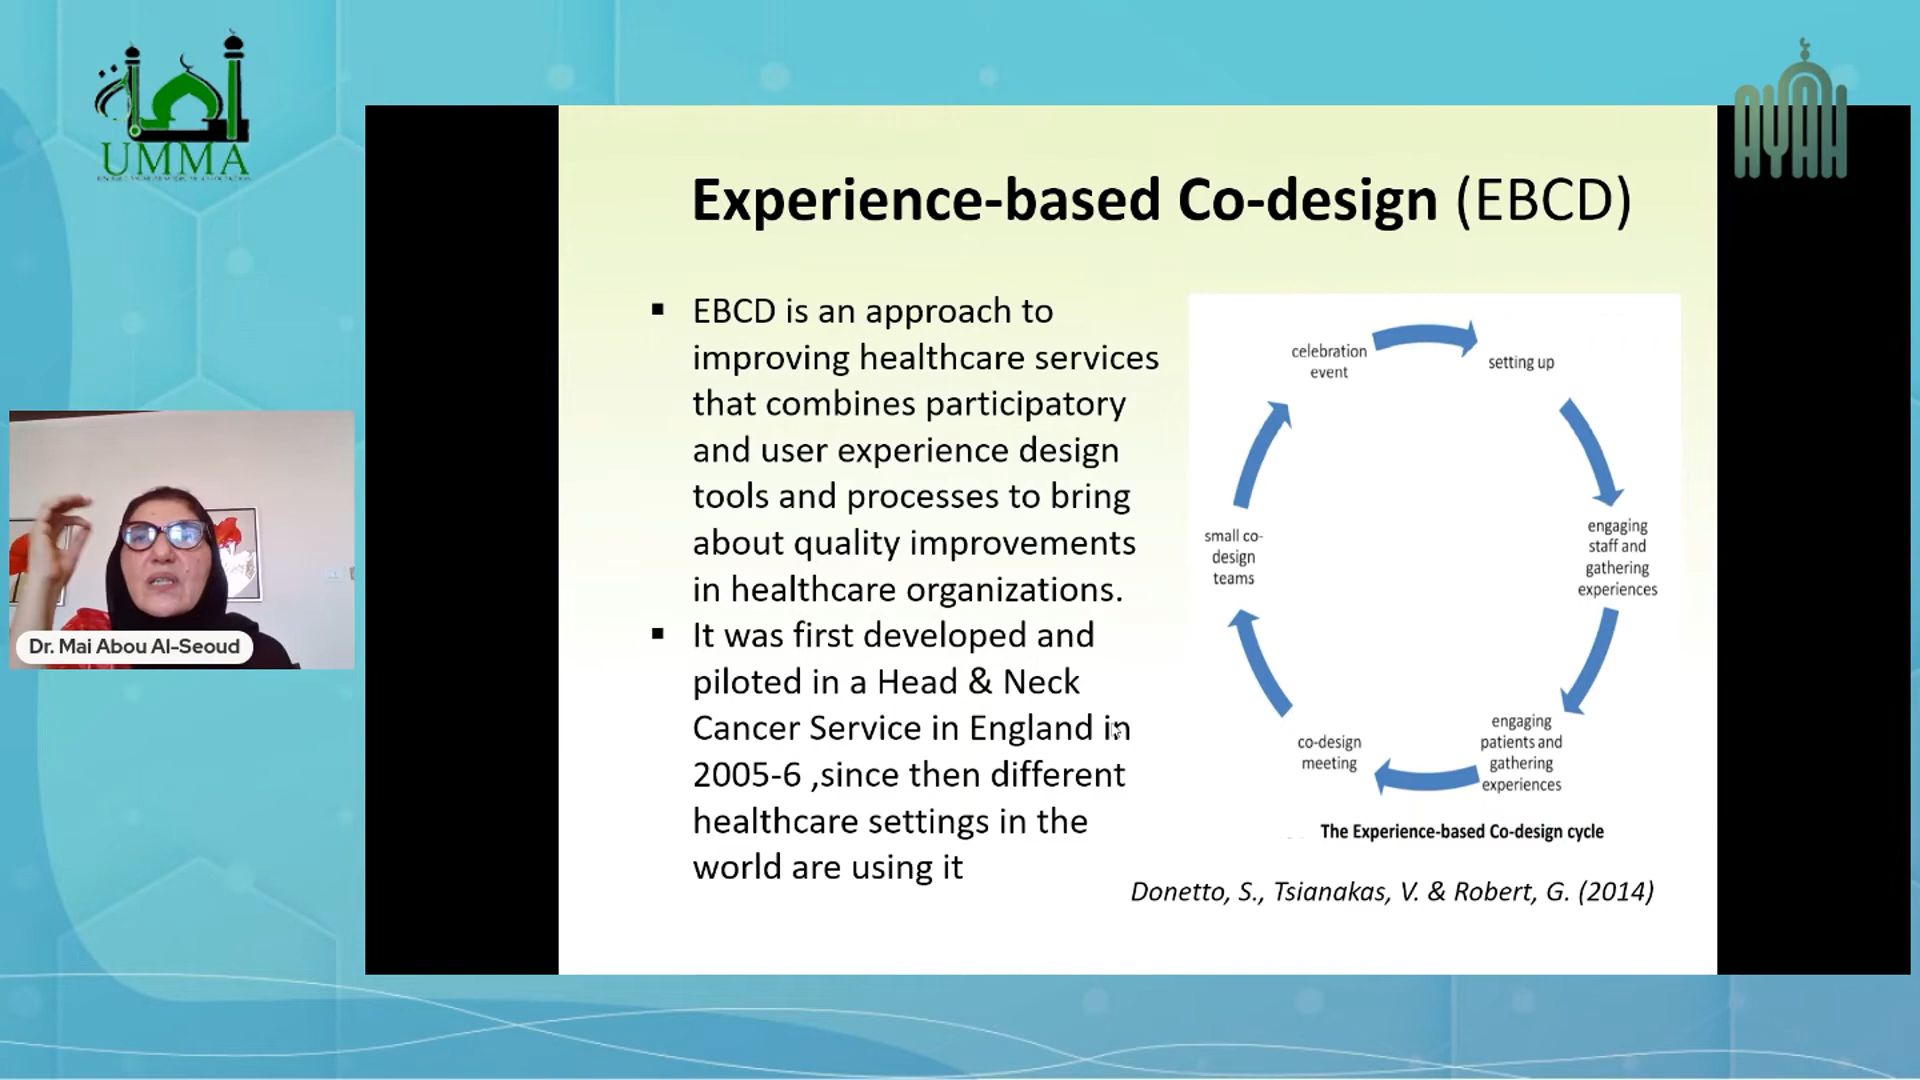 UMMA
AYAH
Experience-based Co-design (EBCD)
▪ EBCD is an approach to
improving healthcare services
that combines participatory
and user experience design
tools and processes to bring
about quality improvements
in healthcare organizations.
▪ It was first developed and
piloted in a Head & Neck
Cancer Service in England in
2005-6 ,since then different
healthcare settings in the
world are using it
celebration
event
setting up
engaging
staff and
gathering
experiences
engaging
patients and
gathering
experiences
co-design
meeting
small co-
design
teams
The Experience-based Co-design cycle
Donetto, S., Tsianakas, V. & Robert, G. (2014)
Dr. Mai Abou Al-Seoud